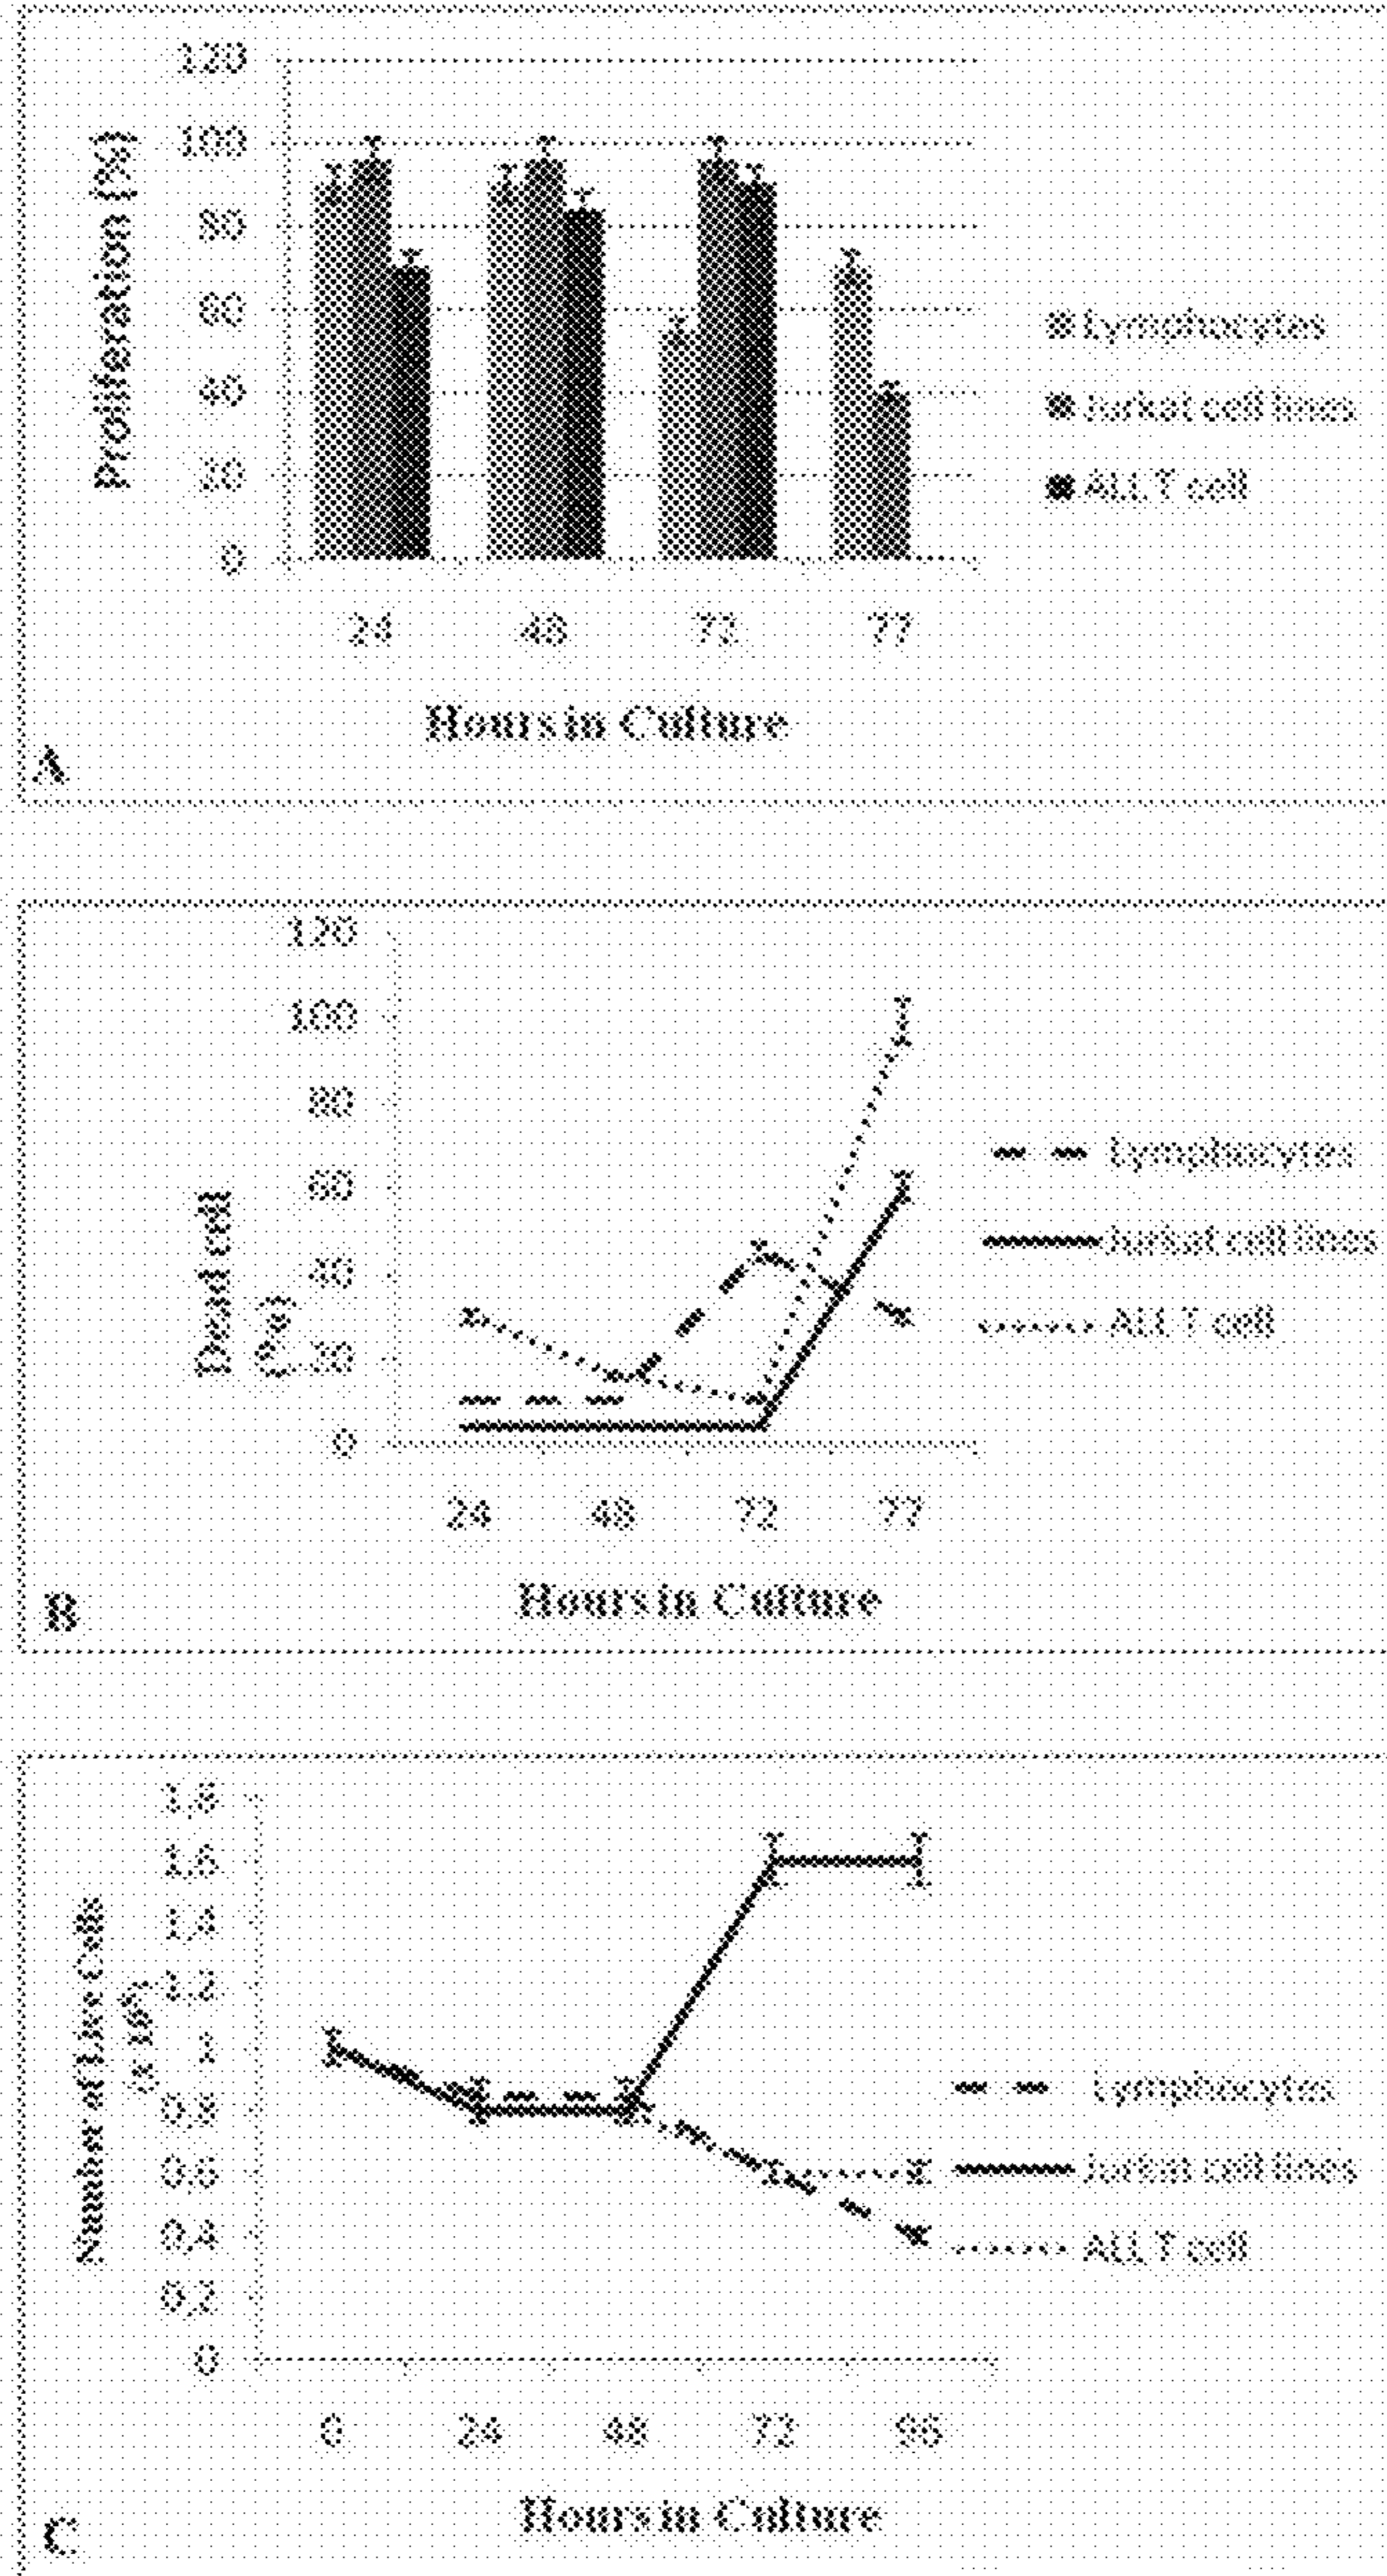 120
100
80
60
40
20
0
Proliferation (%)
24 48 72 77
Hours in Culture
Lymphocytes
Jurkat cell lines
ALL T cell
A
120
100
80
60
40
20
0
Dead cell
(%)
24 48 72 77
Hours in Culture
Lymphocytes
Jurkat cell lines
ALL T cell
B
1,8
1,6
1,4
1,2
1
0,8
0,6
0,4
0,2
0
Number of Live Cells
0 24 48 72 96
Hours in Culture
Lymphocytes
Jurkat cell lines
ALL T cell
C